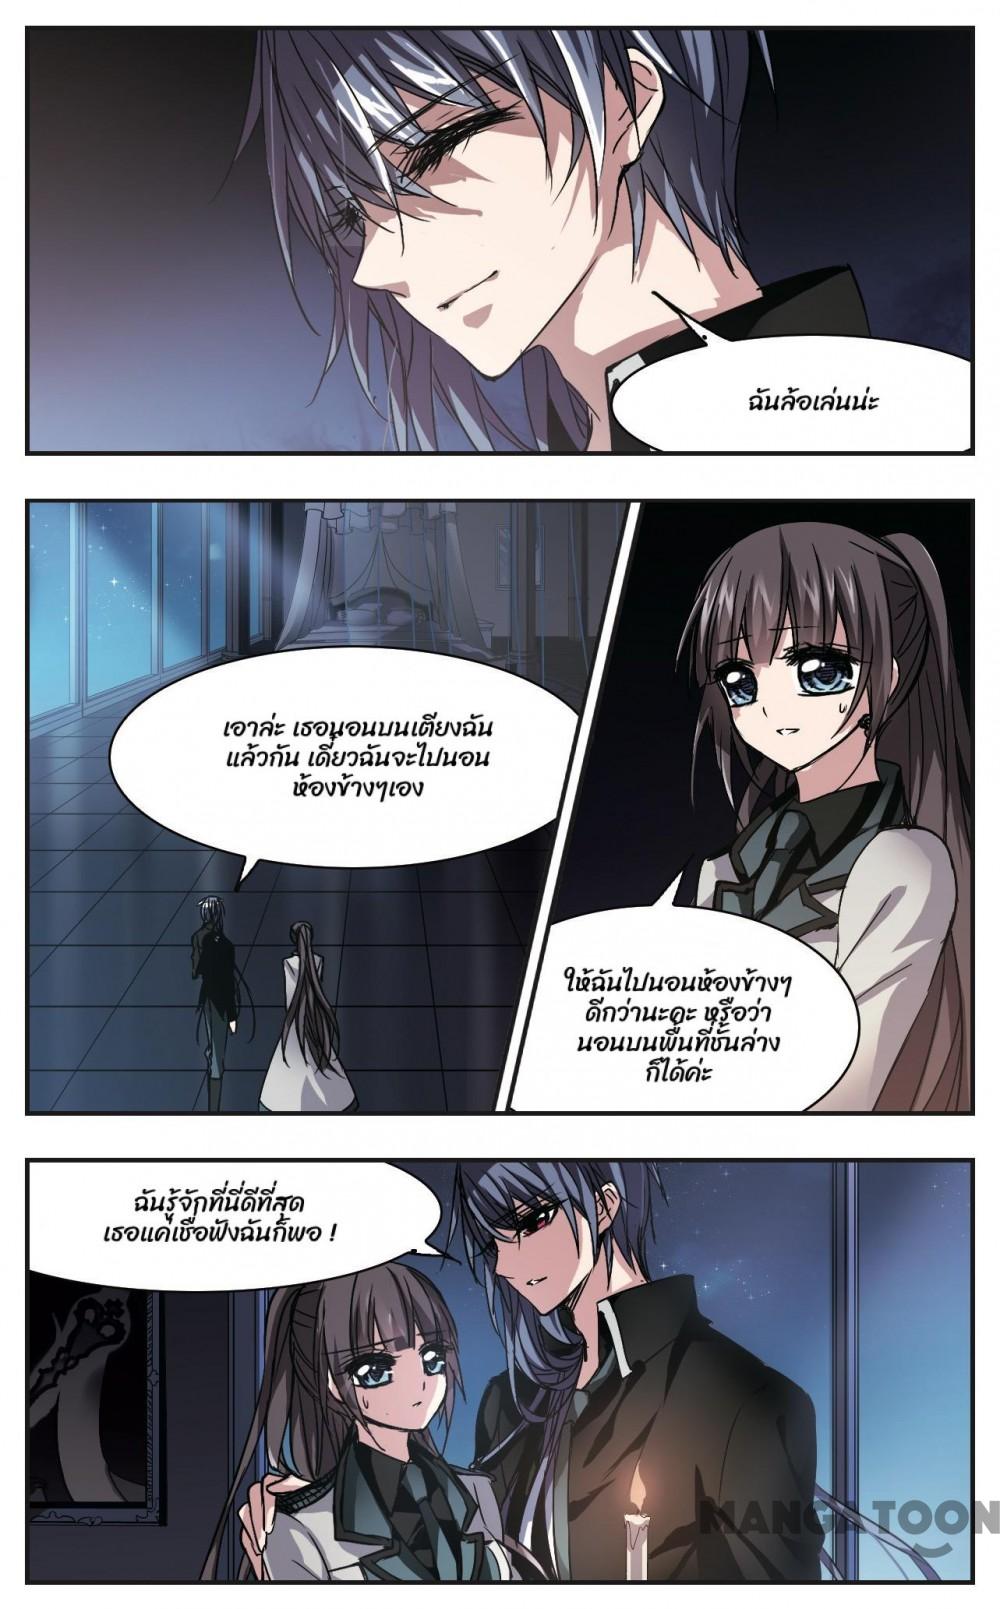 ฉันล้อเล่นน่ะ
เอาล่ะ เธอนอนบนเตียงฉัน
แล้วกัน เดี๋ยวฉันจะไปนอน
ห้องข้างๆเอง
ให้ฉันไปนอนห้องข้างๆ
ดีกว่านะคะ หรือว่า
นอนบนพื้นที่ชั้นล่าง
ก็ได้ค่ะ
ฉันรู้จักที่นี่ดีที่สุด
เธอแค่เชื่อฟังฉันก็พอ !
MANGATOON